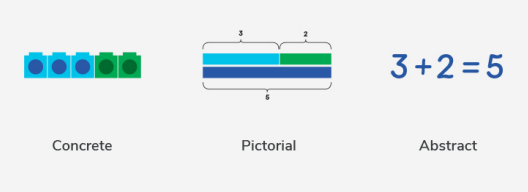 3
2
5
3 + 2 = 5
Concrete
Pictorial
Abstract